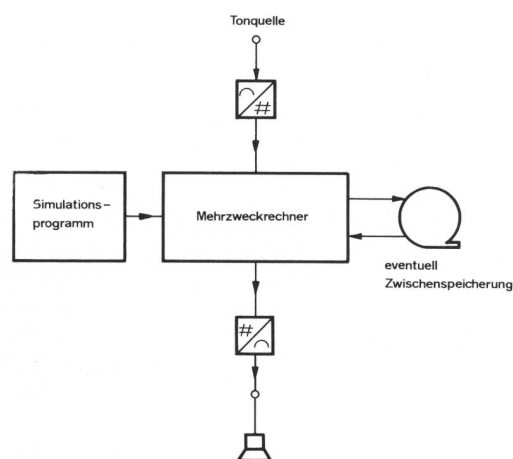 Tonquelle
#
Simulations-
programm
Mehrzweckrechner
eventuell
Zwischenspeicherung
#